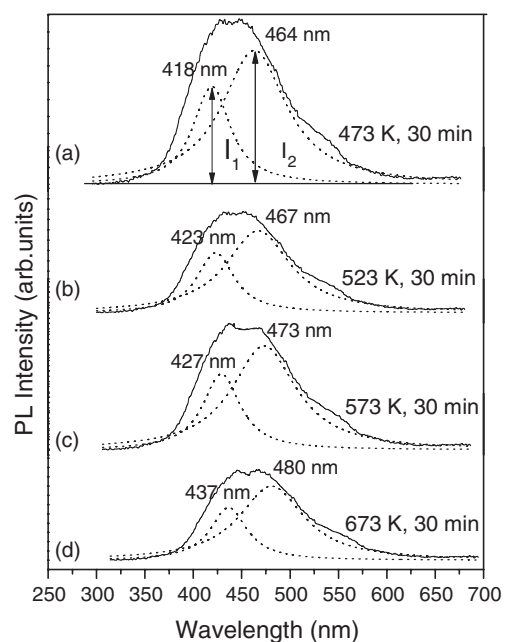 464 nm
418 nm
473 K, 30 min
(a)
I1
I2
467 nm
423 nm
523 K, 30 min
(b)
473 nm
427 nm
573 K, 30 min
(c)
480 nm
437 nm
673 K, 30 min
(d)
PL Intensity (arb.units)
250 300 350 400 450 500 550 600 650 700
Wavelength (nm)